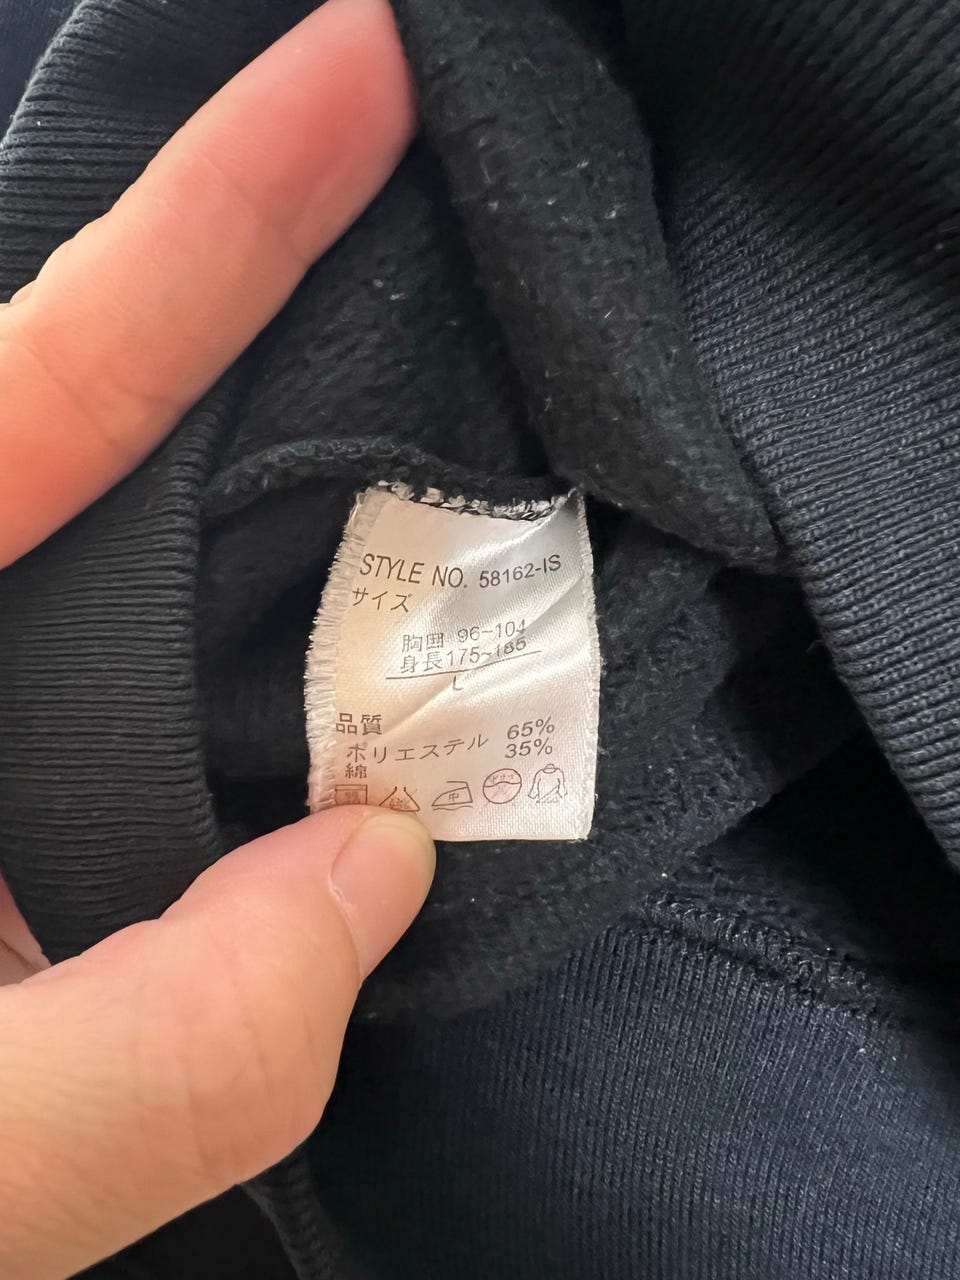 STYLE NO. 58162-IS
サイズ
胸囲 96-104
身長175~185
L
品質
ポリエステル 65%
綿 35%
中